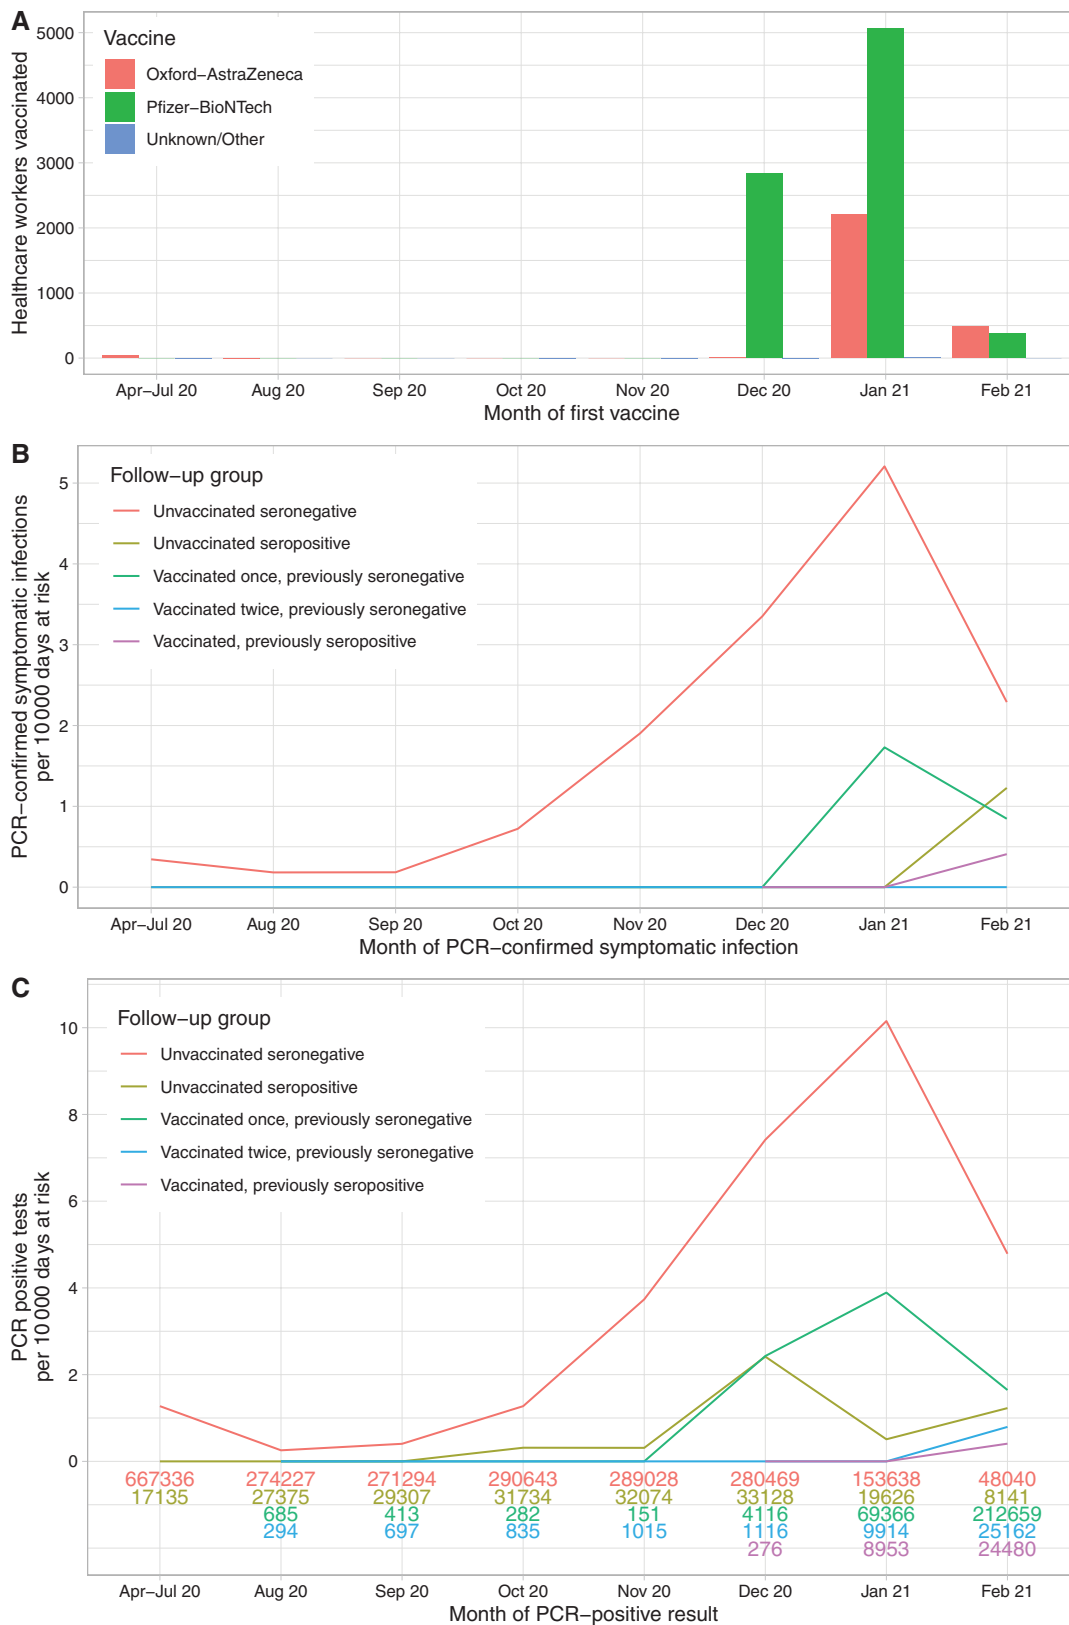 A
Healthcare workers vaccinated
5000
4000
3000
2000
1000
0
Vaccine
Oxford–AstraZeneca
Pfizer–BioNTech
Unknown/Other
Apr–Jul 20 Aug 20 Sep 20 Oct 20 Nov 20 Dec 20 Jan 21 Feb 21
Month of first vaccine
B
PCR–confirmed symptomatic infections
per 10 000 days at risk
5
4
3
2
1
0
Follow–up group
Unvaccinated seronegative
Unvaccinated seropositive
Vaccinated once, previously seronegative
Vaccinated twice, previously seronegative
Vaccinated, previously seropositive
Apr–Jul 20 Aug 20 Sep 20 Oct 20 Nov 20 Dec 20 Jan 21 Feb 21
Month of PCR–confirmed symptomatic infection
C
PCR positive tests
per 10 000 days at risk
10
8
6
4
2
0
Follow–up group
Unvaccinated seronegative
Unvaccinated seropositive
Vaccinated once, previously seronegative
Vaccinated twice, previously seronegative
Vaccinated, previously seropositive
667336 274227 271294 290643 289028 280469 153638 48040
17135 27375 29307 31734 32074 33128 19626 8141
685 413 282 151 4116 69366 212659
294 697 835 1015 1116 9914 25162
276 8953 24480
Apr–Jul 20 Aug 20 Sep 20 Oct 20 Nov 20 Dec 20 Jan 21 Feb 21
Month of PCR–positive result